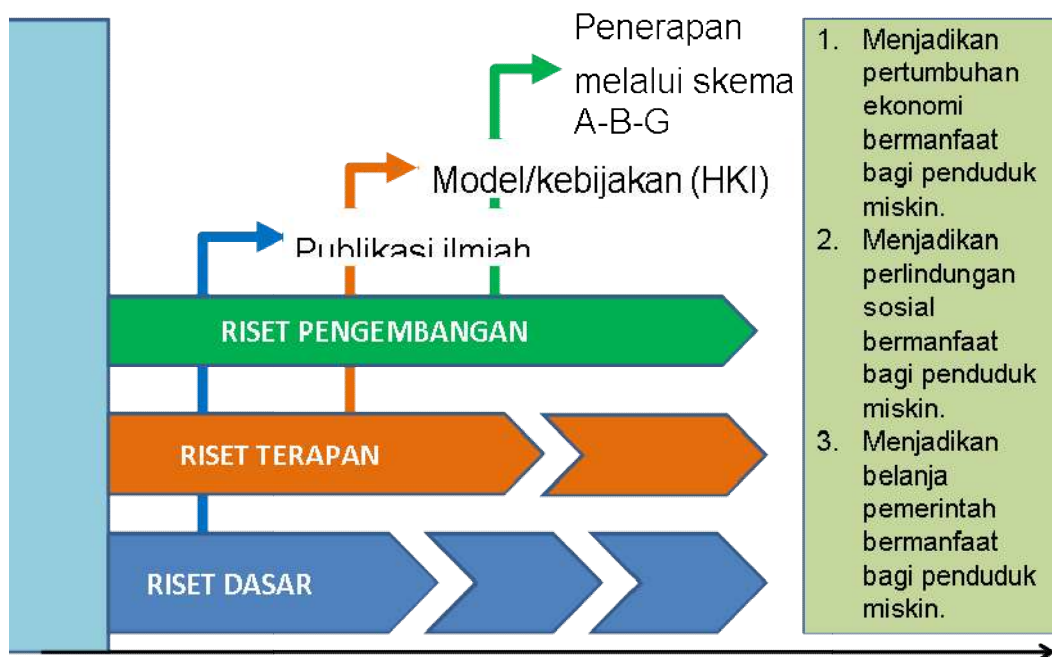 Penerapan
melalui skema
A-B-G
Model/kebijakan (HKI)
Publikasi ilmiah
RISET PENGEMBANGAN
RISET TERAPAN
RISET DASAR
1. Menjadikan
pertumbuhan
ekonomi
bermanfaat
bagi penduduk
miskin.
2. Menjadikan
perlindungan
sosial
bermanfaat
bagi penduduk
miskin.
3. Menjadikan
belanja
pemerintah
bermanfaat
bagi penduduk
miskin.